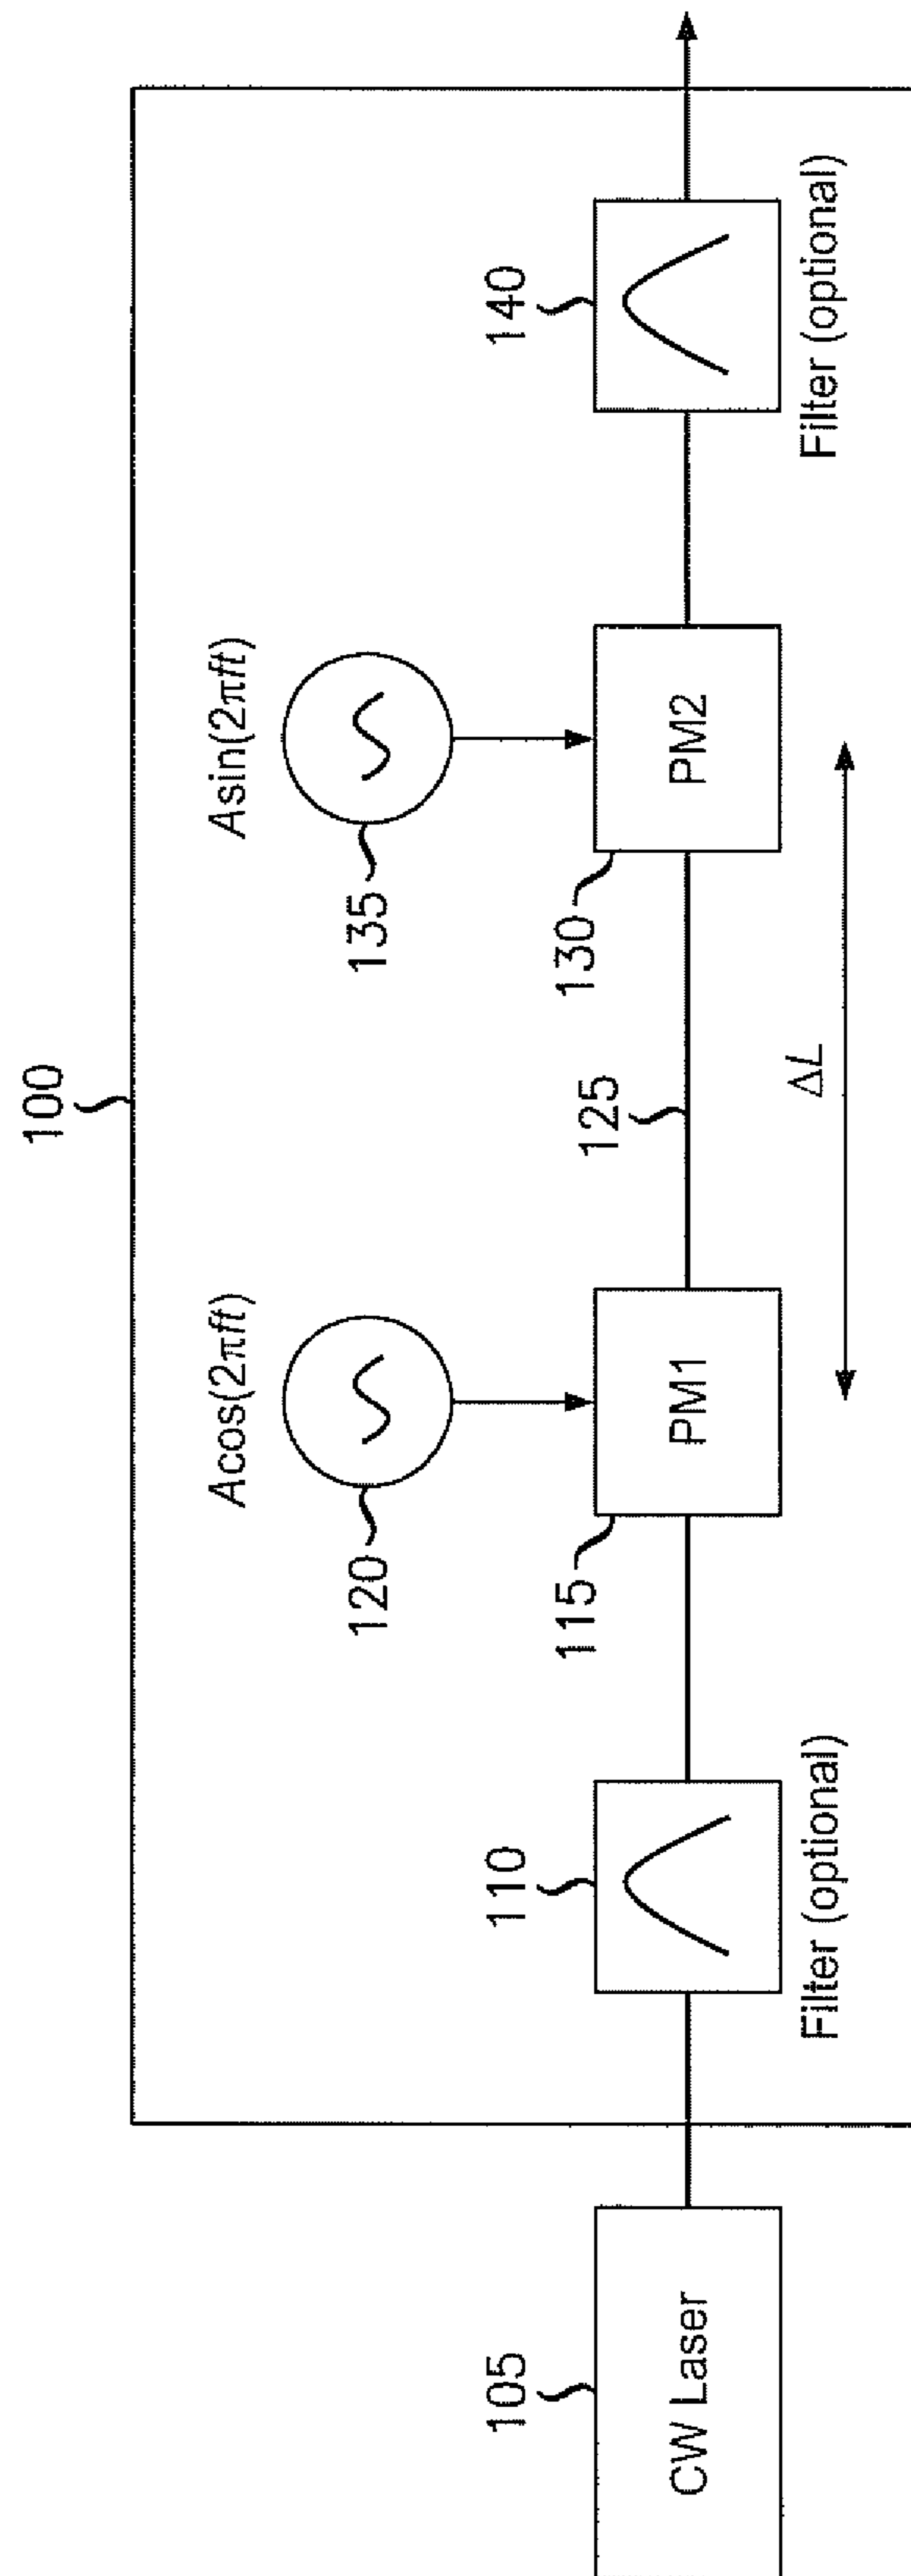 100
Acos(2πft)
Asin(2πft)
120
135
105
110
115
125
130
140
CW Laser
PM1
PM2
Filter (optional)
ΔL
Filter (optional)